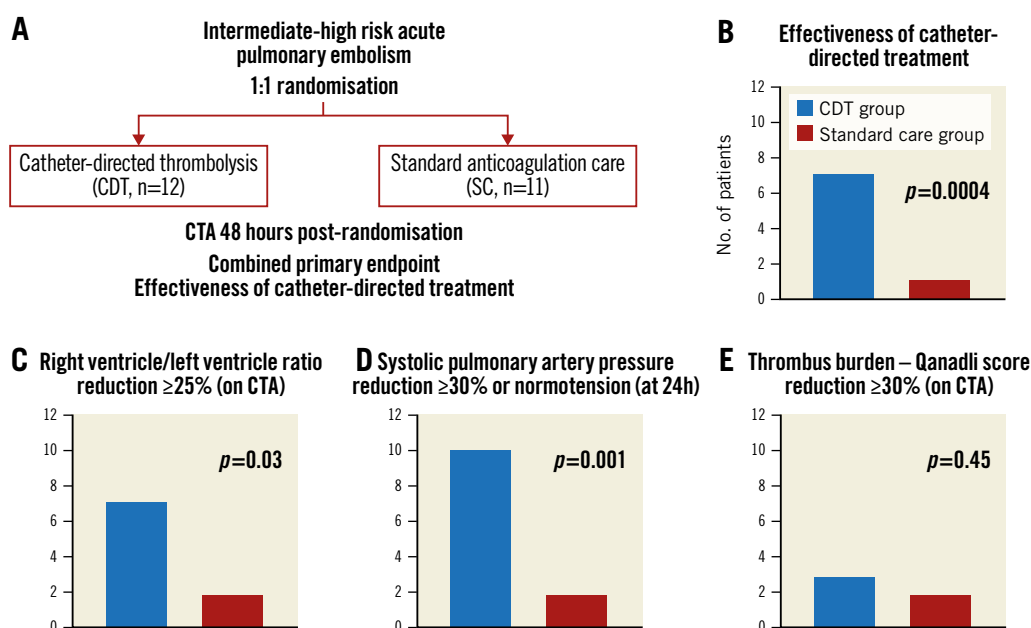 A
Intermediate-high risk acute
pulmonary embolism
1:1 randomisation
Catheter-directed thrombolysis
(CDT, n=12)
Standard anticoagulation care
(SC, n=11)
CTA 48 hours post-randomisation
Combined primary endpoint
Effectiveness of catheter-directed treatment
B
Effectiveness of catheter-
directed treatment
No. of patients
12
10
8
6
4
2
0
CDT group
Standard care group
p=0.0004
C
Right ventricle/left ventricle ratio
reduction ≥25% (on CTA)
12
10
8
6
4
2
0
p=0.03
D
Systolic pulmonary artery pressure
reduction ≥30% or normotension (at 24h)
12
10
8
6
4
2
0
p=0.001
E
Thrombus burden – Qanadli score
reduction ≥30% (on CTA)
12
10
8
6
4
2
0
p=0.45